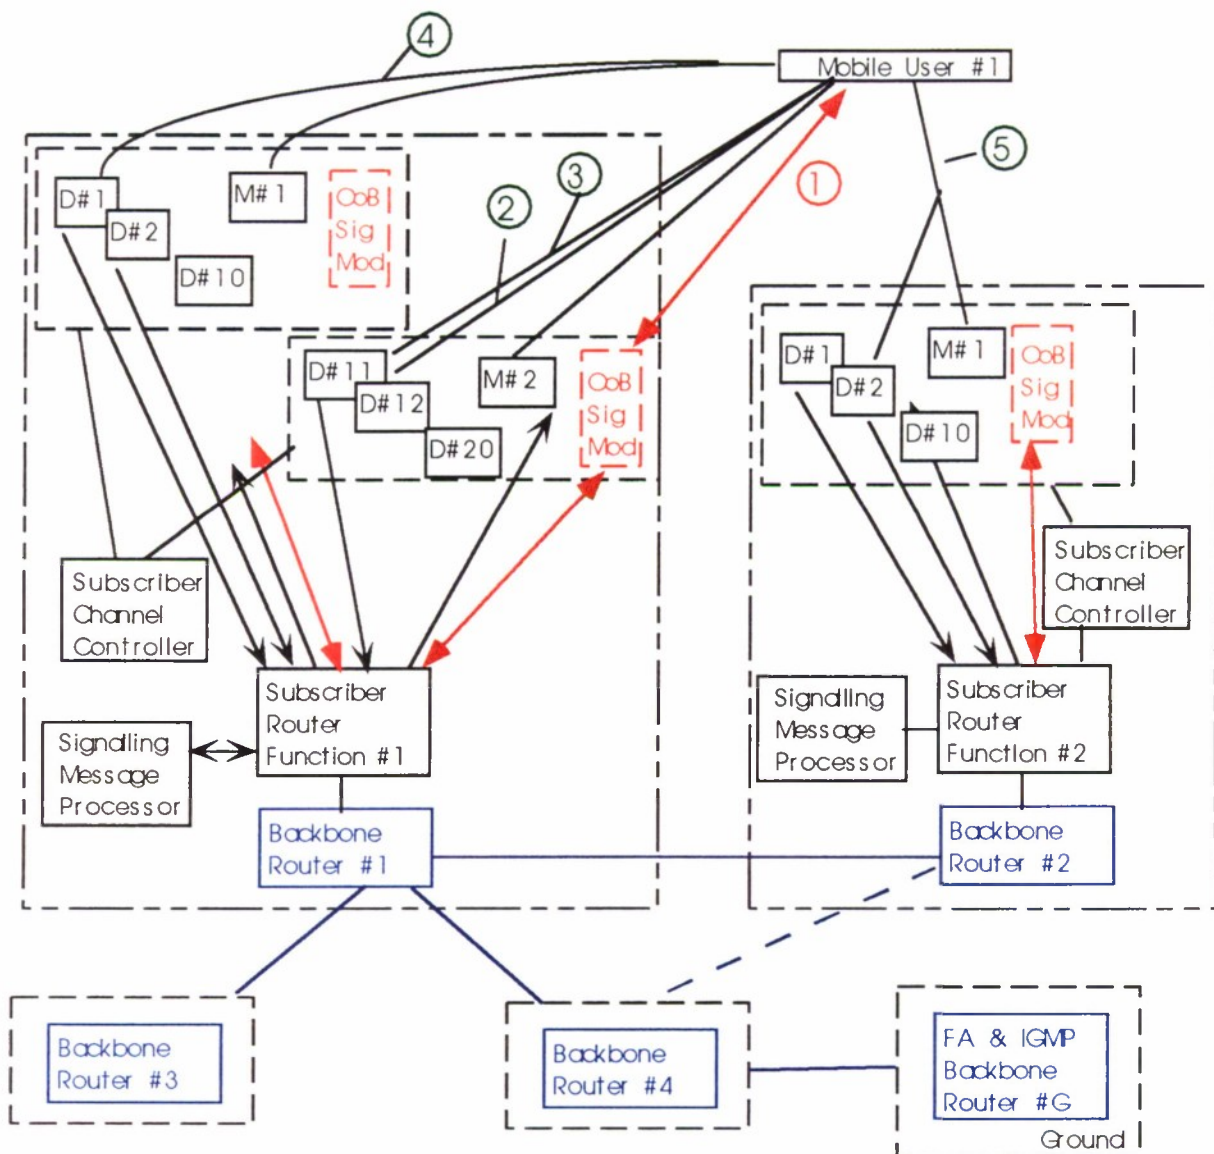 4
Mobile User #1
5
3
1
2
D#1
D#2
D#10
M#1
OoB
Sig
Mod
D#11
D#12
D#20
M#2
OoB
Sig
Mod
D#1
D#2
D#10
M#1
OoB
Sig
Mod
Subscriber
Channel
Controller
Subscriber
Channel
Controller
Subscriber
Router
Function #1
Signalling
Message
Processor
Signalling
Message
Processor
Subscriber
Router
Function #2
Backbone
Router #1
Backbone
Router #2
Backbone
Router #3
Backbone
Router #4
FA & IGMP
Backbone
Router #G
Ground